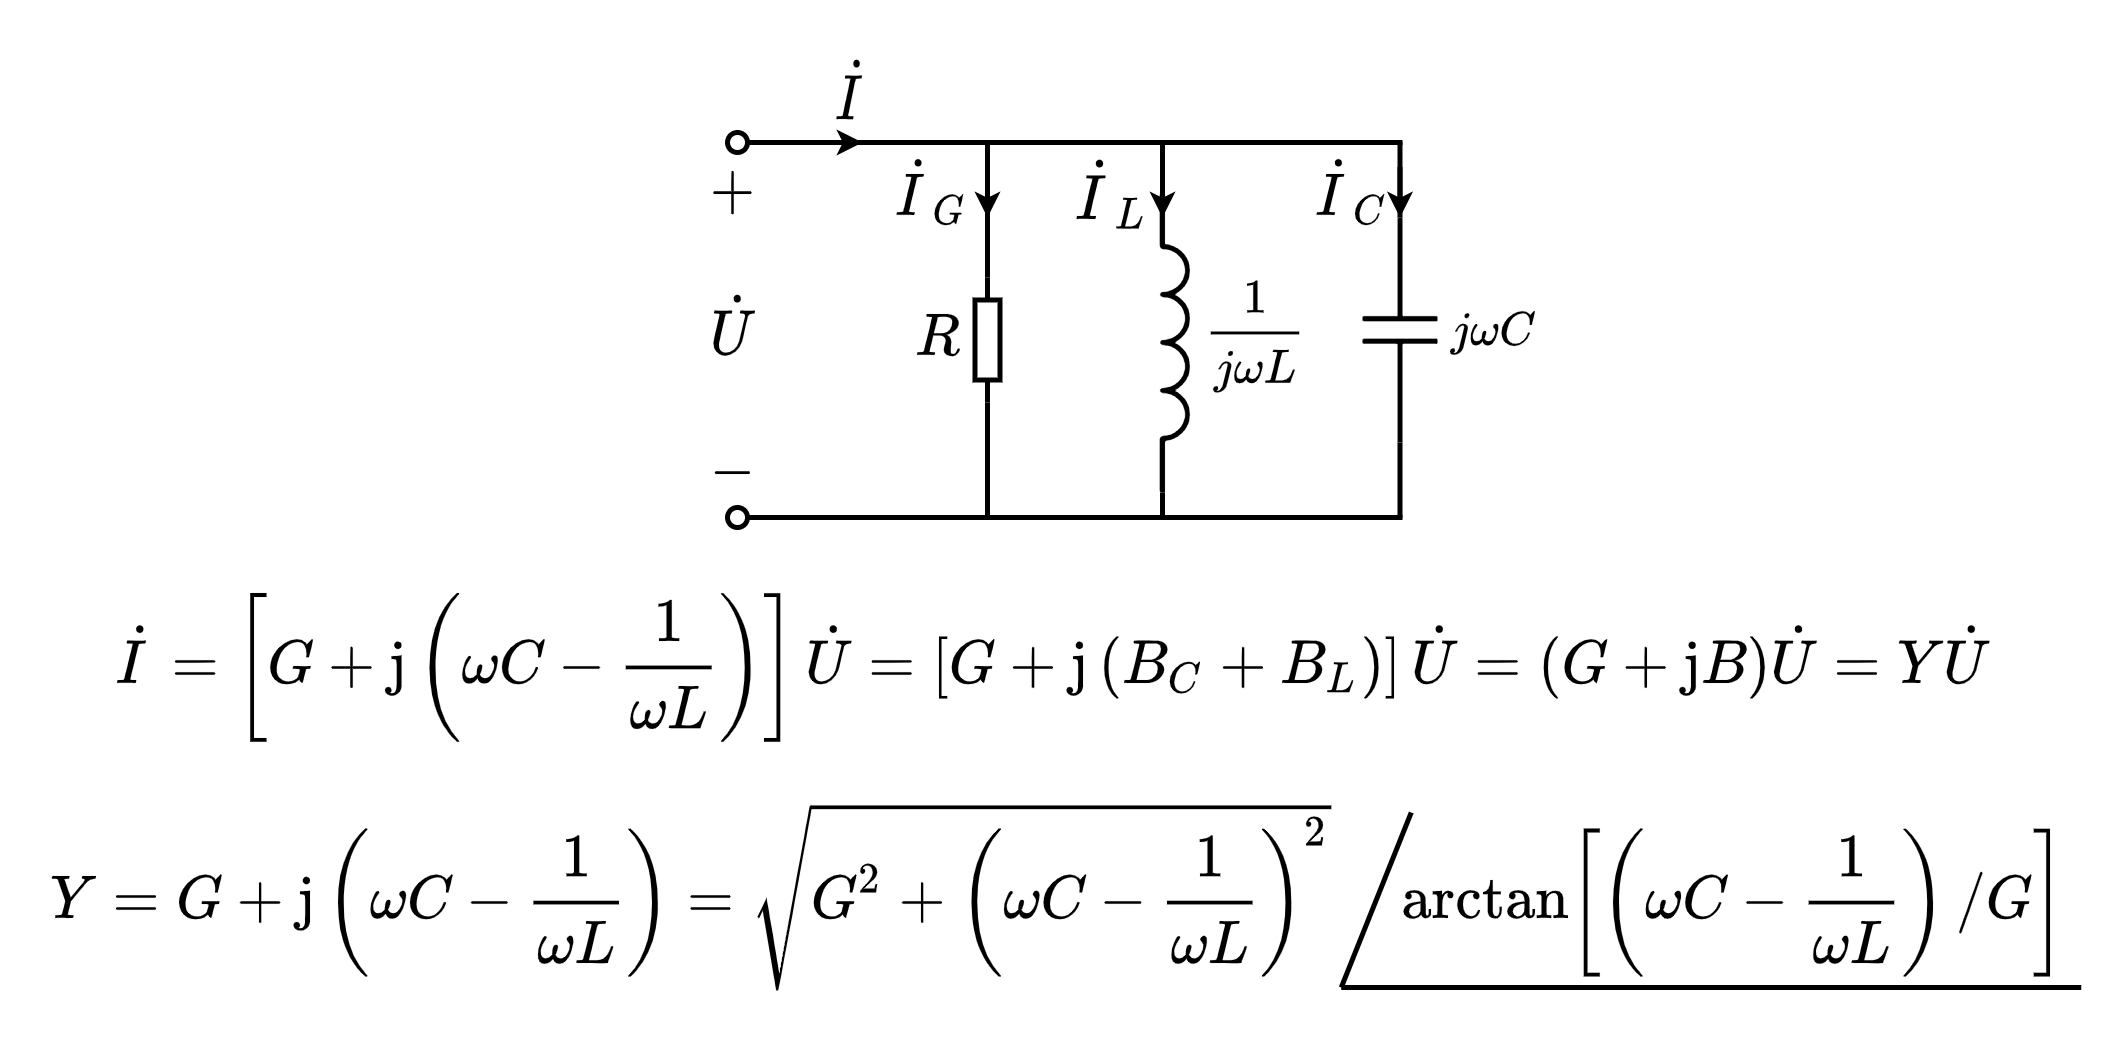 İ
+
İ_G İ_L İ_C
U̇
R
1/(jωL)
jωC
−
İ = [G + j(ωC − 1/(ωL))] U̇ = [G + j(B_C + B_L)] U̇ = (G + jB)U̇ = YU̇
Y = G + j(ωC − 1/(ωL)) = √(G² + (ωC − 1/(ωL))²) ∠arctan[(ωC − 1/(ωL))/G]